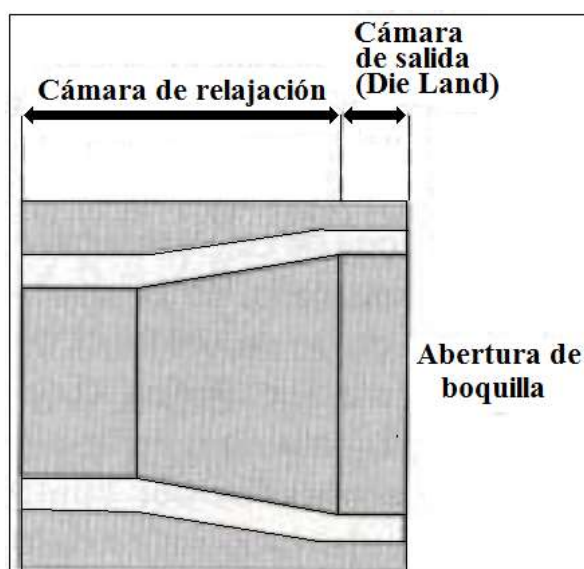 Cámara
de salida
(Die Land)
Cámara de relajación
Abertura de
boquilla